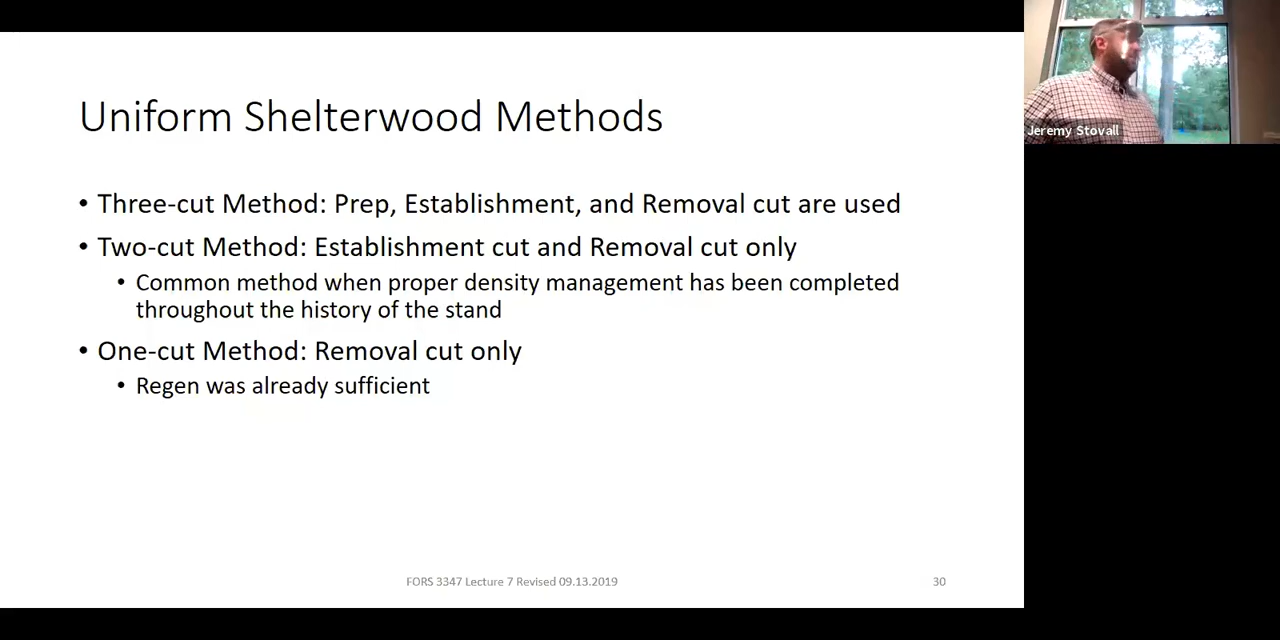 Uniform Shelterwood Methods
• Three-cut Method: Prep, Establishment, and Removal cut are used
• Two-cut Method: Establishment cut and Removal cut only
• Common method when proper density management has been completed
throughout the history of the stand
• One-cut Method: Removal cut only
• Regen was already sufficient
FORS 3347 Lecture 7 Revised 09.13.2019
30
Jeremy Stovall